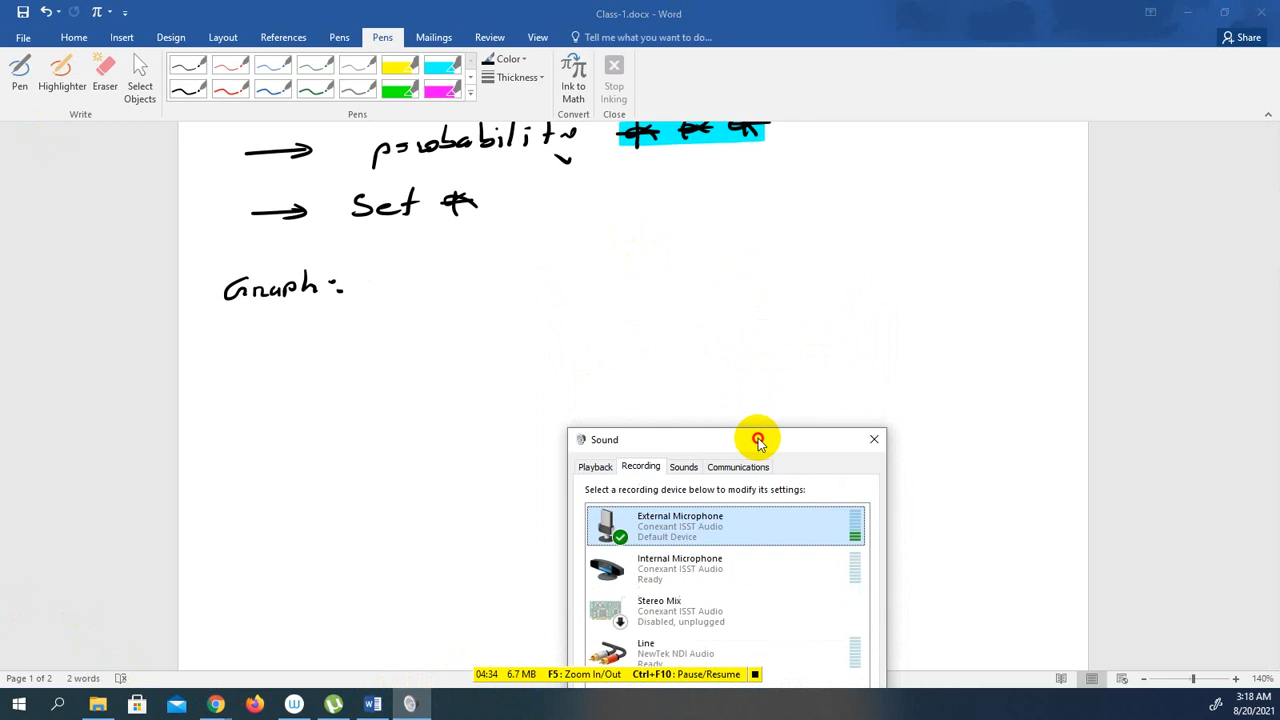 Class-1.docx - Word
File Home Insert Design Layout References Pens Pens Mailings Review View Tell me what you want to do... Share
Pen Highlighter Eraser Select Objects
Color
Thickness
Ink to Math
Stop Inking
Write Pens Convert Close
→ probability
→ Set *
Graph :-
Sound
Playback Recording Sounds Communications
Select a recording device below to modify its settings:
External Microphone
Conexant ISST Audio
Default Device
Internal Microphone
Conexant ISST Audio
Ready
Stereo Mix
Conexant ISST Audio
Disabled, unplugged
Line
NewTek NDI Audio
Ready
04:34 6.7 MB F5 : Zoom In/Out Ctrl+F10 : Pause/Resume
Page 1 of 2 2 words 140%
3:18 AM
8/20/2021